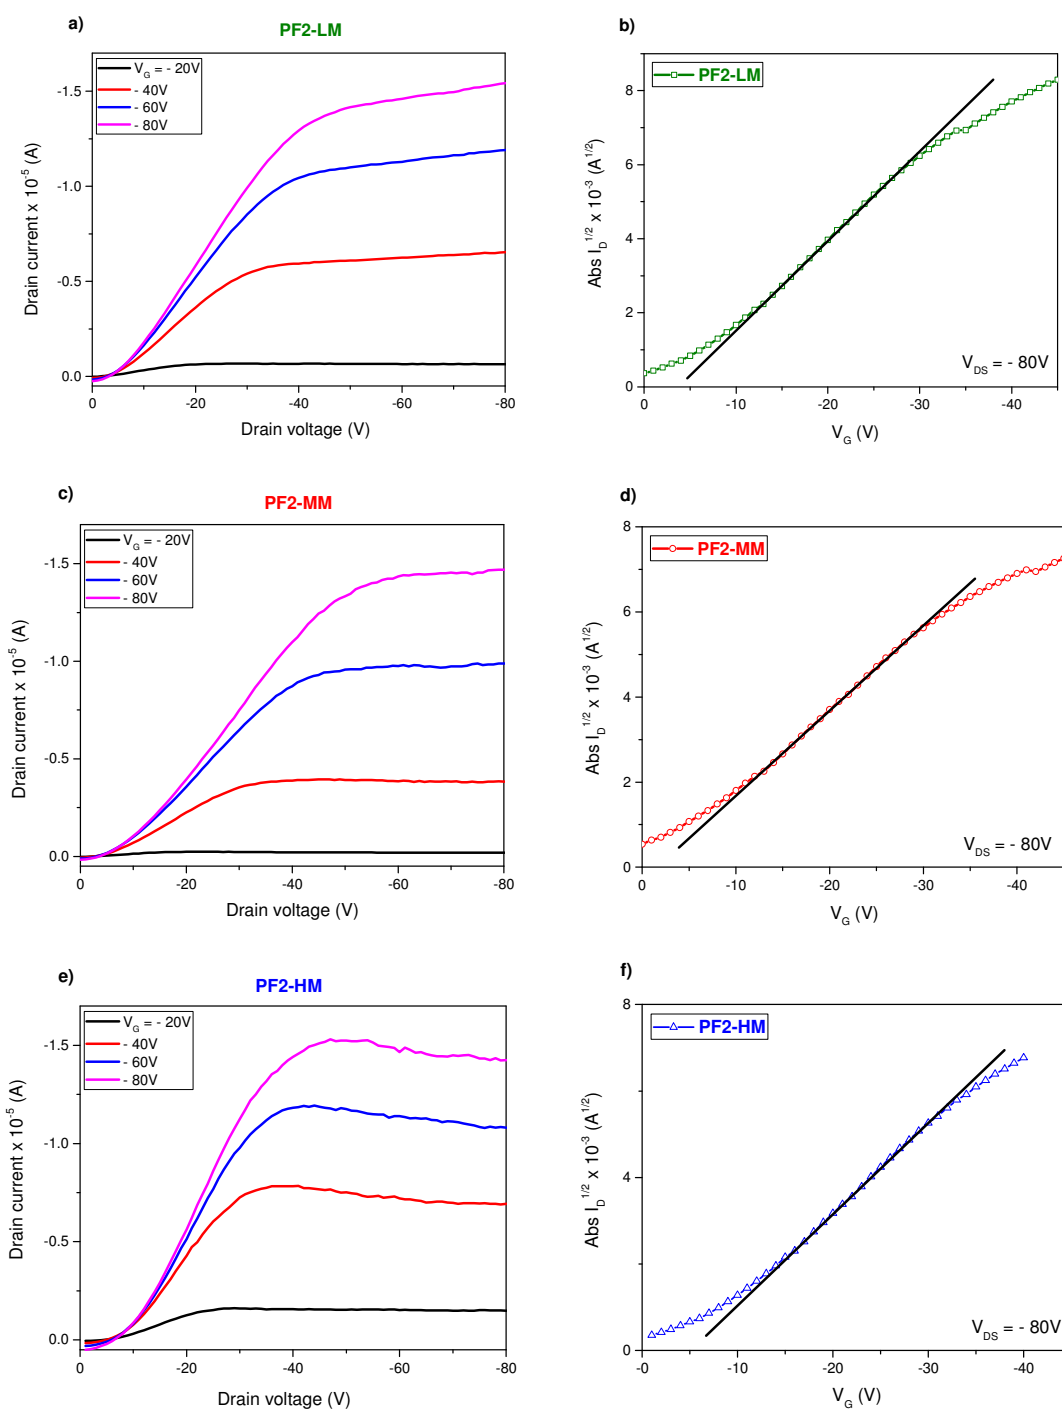 a)
PF2-LM
V_G = - 20V
- 40V
- 60V
- 80V
-1.5
-1.0
-0.5
0.0
Drain current x 10^-5 (A)
0 -20 -40 -60 -80
Drain voltage (V)
b)
PF2-LM
8
6
4
2
0
Abs I_D^1/2 x 10^-3 (A^1/2)
V_DS = - 80V
0 -10 -20 -30 -40
V_G (V)
c)
PF2-MM
V_G = - 20V
- 40V
- 60V
- 80V
-1.5
-1.0
-0.5
0.0
Drain current x 10^-5 (A)
0 -20 -40 -60 -80
Drain voltage (V)
d)
PF2-MM
8
6
4
2
0
Abs I_D^1/2 x 10^-3 (A^1/2)
V_DS = - 80V
0 -10 -20 -30 -40
V_G (V)
e)
PF2-HM
V_G = - 20V
- 40V
- 60V
- 80V
-1.5
-1.0
-0.5
0.0
Drain current x 10^-5 (A)
0 -20 -40 -60 -80
Drain voltage (V)
f)
PF2-HM
8
4
0
Abs I_D^1/2 x 10^-3 (A^1/2)
V_DS = - 80V
-0 -10 -20 -30 -40
V_G (V)